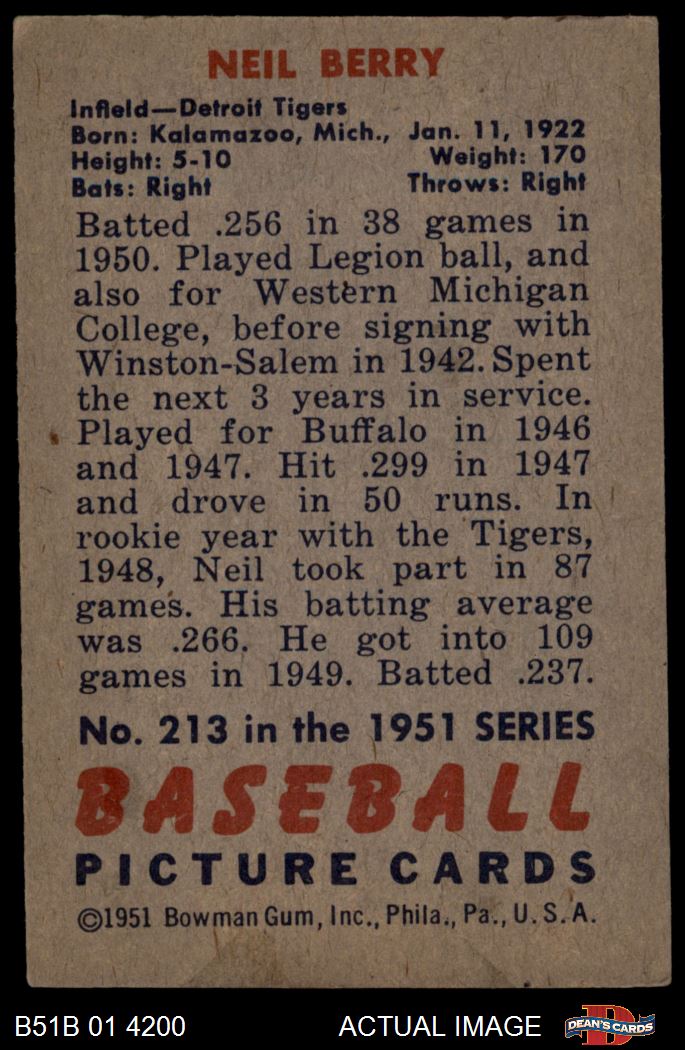 NEIL BERRY
Infield—Detroit Tigers
Born: Kalamazoo, Mich., Jan. 11, 1922
Height: 5-10 Weight: 170
Bats: Right Throws: Right
Batted .256 in 38 games in
1950. Played Legion ball, and
also for Western Michigan
College, before signing with
Winston-Salem in 1942. Spent
the next 3 years in service.
Played for Buffalo in 1946
and 1947. Hit .299 in 1947
and drove in 50 runs. In
rookie year with the Tigers,
1948, Neil took part in 87
games. His batting average
was .266. He got into 109
games in 1949. Batted .237.
No. 213 in the 1951 SERIES
BASEBALL
PICTURE CARDS
©1951 Bowman Gum, Inc., Phila., Pa., U.S.A.
B51B 01 4200 ACTUAL IMAGE D DEAN'S CARDS